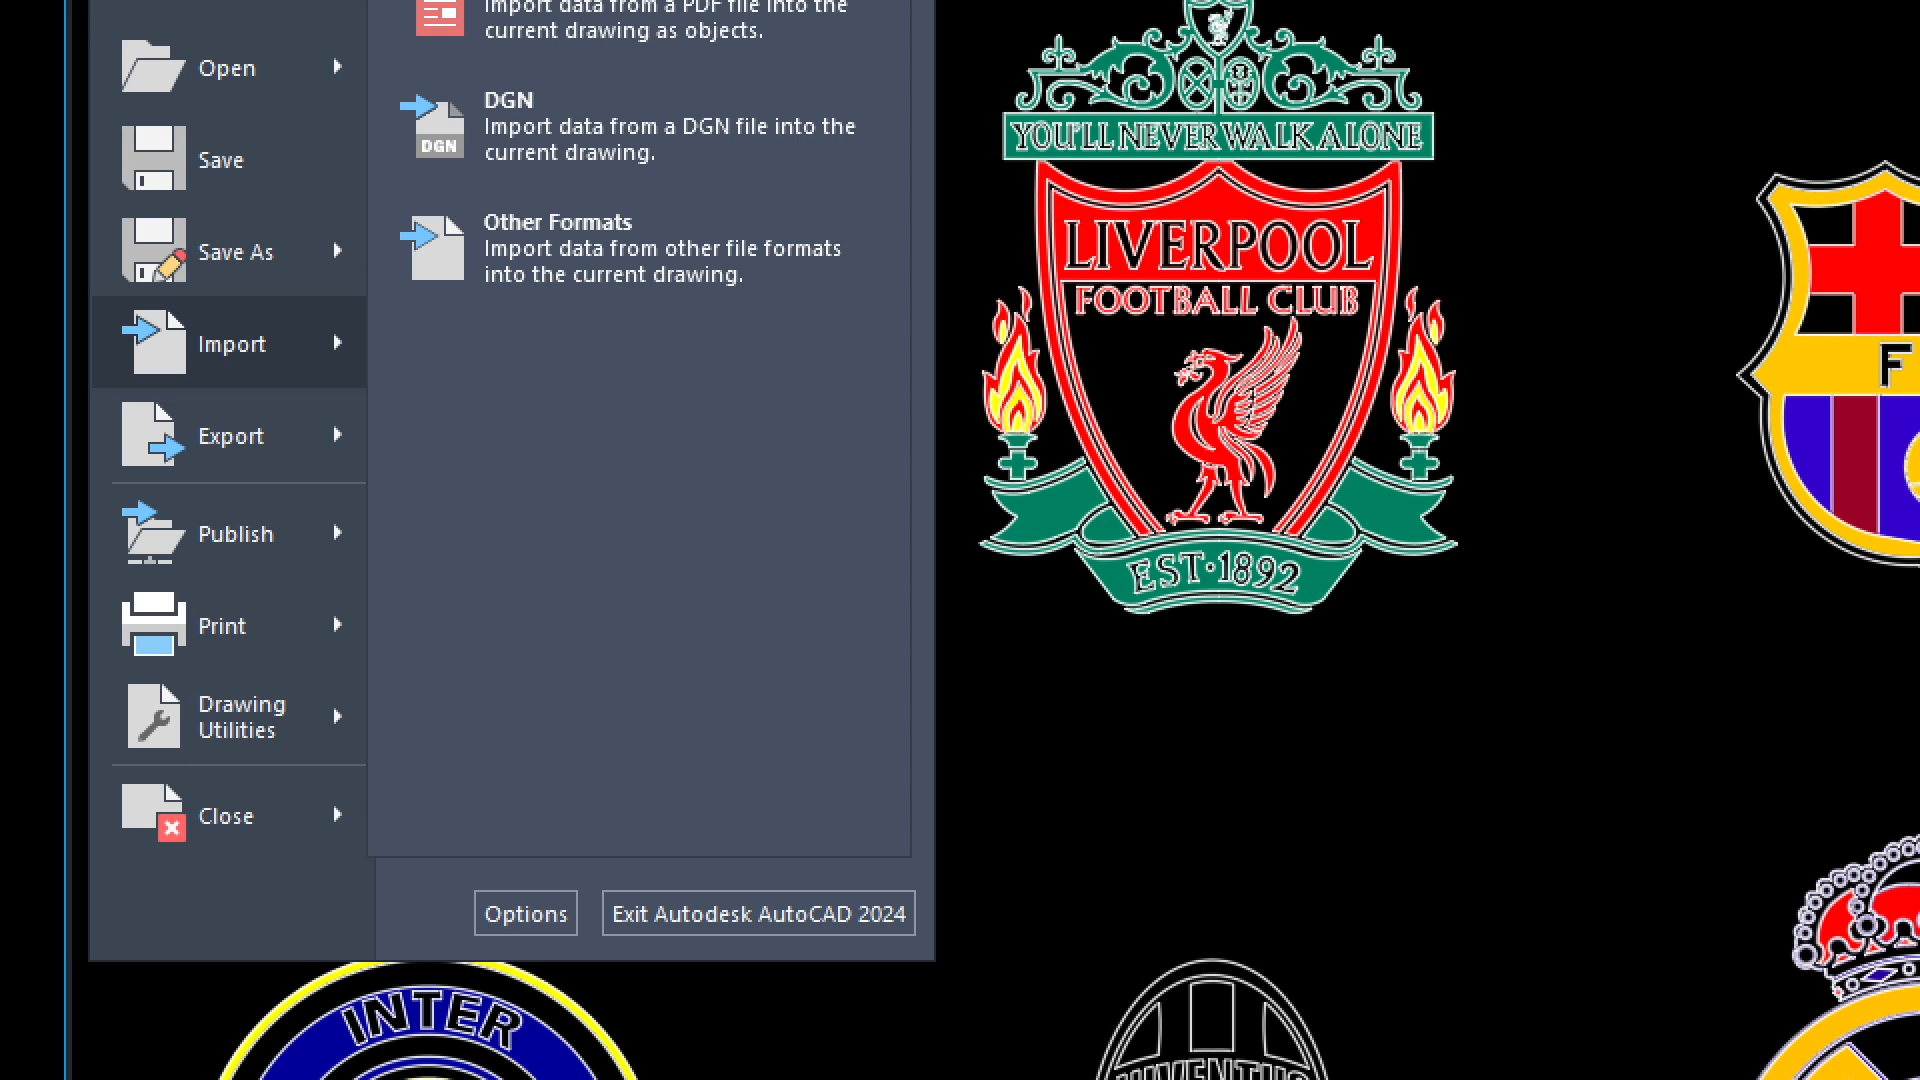 Import data from a PDF file into the
current drawing as objects.
Open
DGN
Import data from a DGN file into the
current drawing.
DGN
Save
Other Formats
Import data from other file formats
into the current drawing.
Save As
Import
Export
Publish
Print
Drawing
Utilities
Close
Options
Exit Autodesk AutoCAD 2024
YOU'LL NEVER WALK ALONE
LIVERPOOL
FOOTBALL CLUB
EST·1892
F
INTER
JUVENTUS